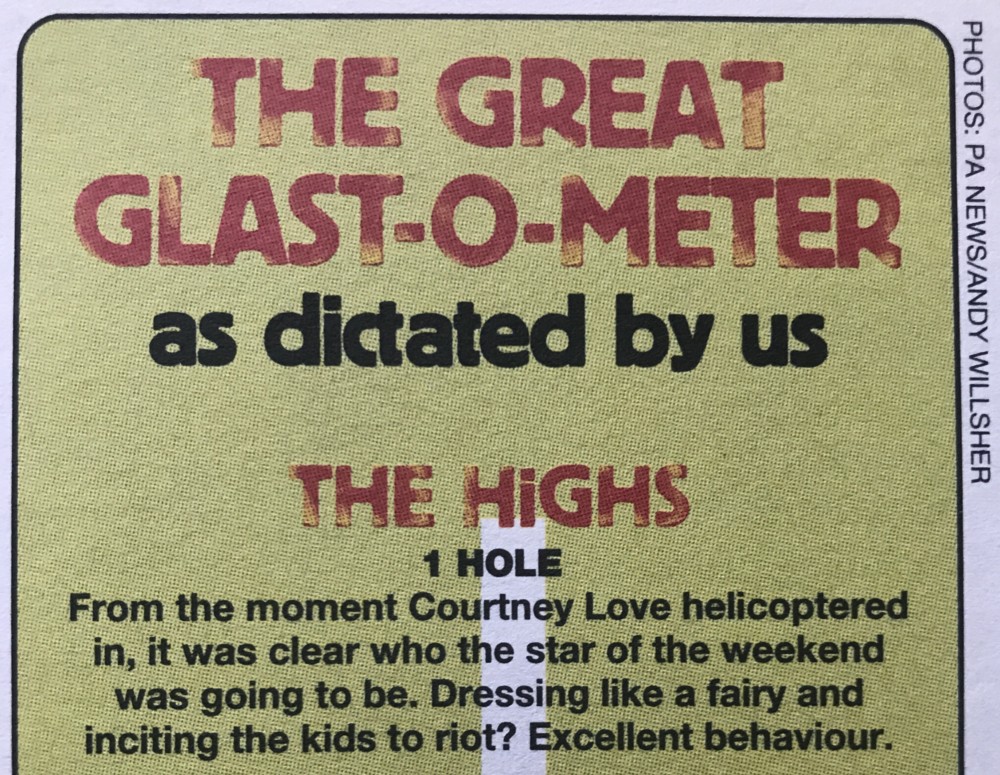 THE GREAT
GLAST-O-METER
as dictated by us
THE HiGHS
1 HOLE
From the moment Courtney Love helicoptered
in, it was clear who the star of the weekend
was going to be. Dressing like a fairy and
inciting the kids to riot? Excellent behaviour.
PHOTOS: PA NEWS/ANDY WILLSHER